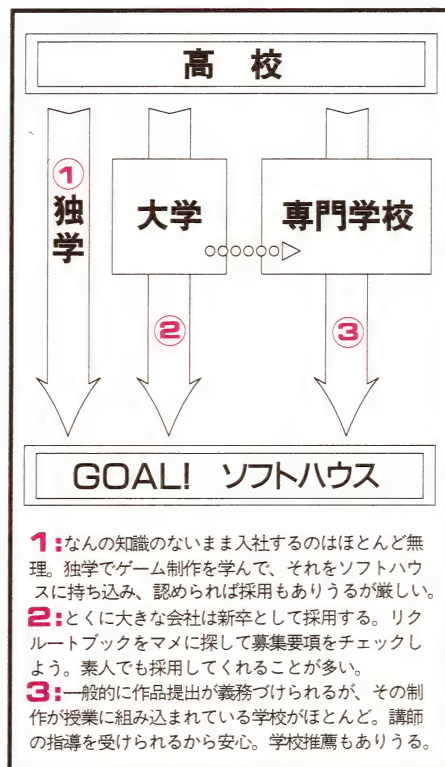 高 校
①
独学
大学
専門学校
②
③
GOAL! ソフトハウス
1:なんの知識のないまま入社するのはほとんど無
理。独学でゲーム制作を学んで、それをソフトハウ
スに持ち込み、認められれば採用もありうるが厳しい。
2:とくに大きな会社は新卒として採用する。リク
ルートブックをマメに探して募集要項をチェックし
よう。素人でも採用してくれることが多い。
3:一般的に作品提出が義務づけられるが、その制
作が授業に組み込まれている学校がほとんど。講師
の指導を受けられるから安心。学校推薦もありうる。